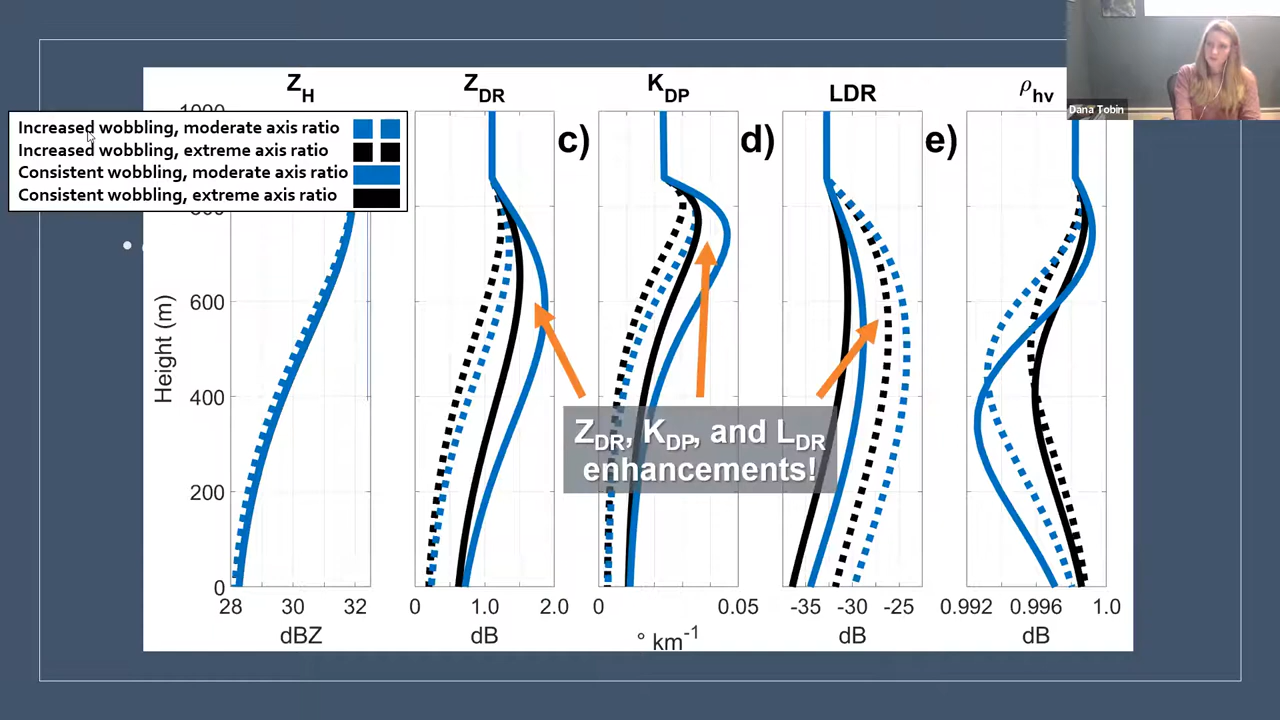 Z_H
Z_DR
K_DP
LDR
ρ_hv
Dana Tobin
1000
Increased wobbling, moderate axis ratio
Increased wobbling, extreme axis ratio
Consistent wobbling, moderate axis ratio
Consistent wobbling, extreme axis ratio
c)
d)
e)
800
600
400
200
0
Height (m)
Z_DR, K_DP, and L_DR
enhancements!
28 30 32
0 1.0 2.0
0 0.05
-35 -30 -25
0.992 0.996 1.0
dBZ
dB
° km⁻¹
dB
dB